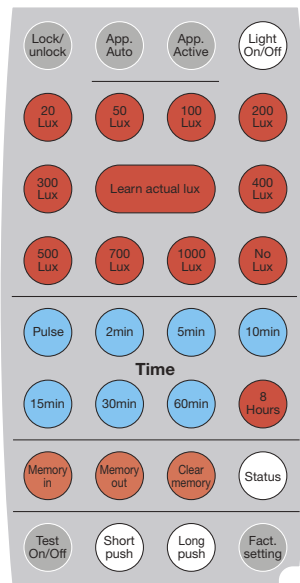 Lock/
unlock
App.
Auto
App.
Active
Light
On/Off
20
Lux
50
Lux
100
Lux
200
Lux
300
Lux
Learn actual lux
400
Lux
500
Lux
700
Lux
1000
Lux
No
Lux
Pulse
2min
5min
10min
Time
15min
30min
60min
8
Hours
Memory
in
Memory
out
Clear
memory
Status
Test
On/Off
Short
push
Long
push
Fact.
setting